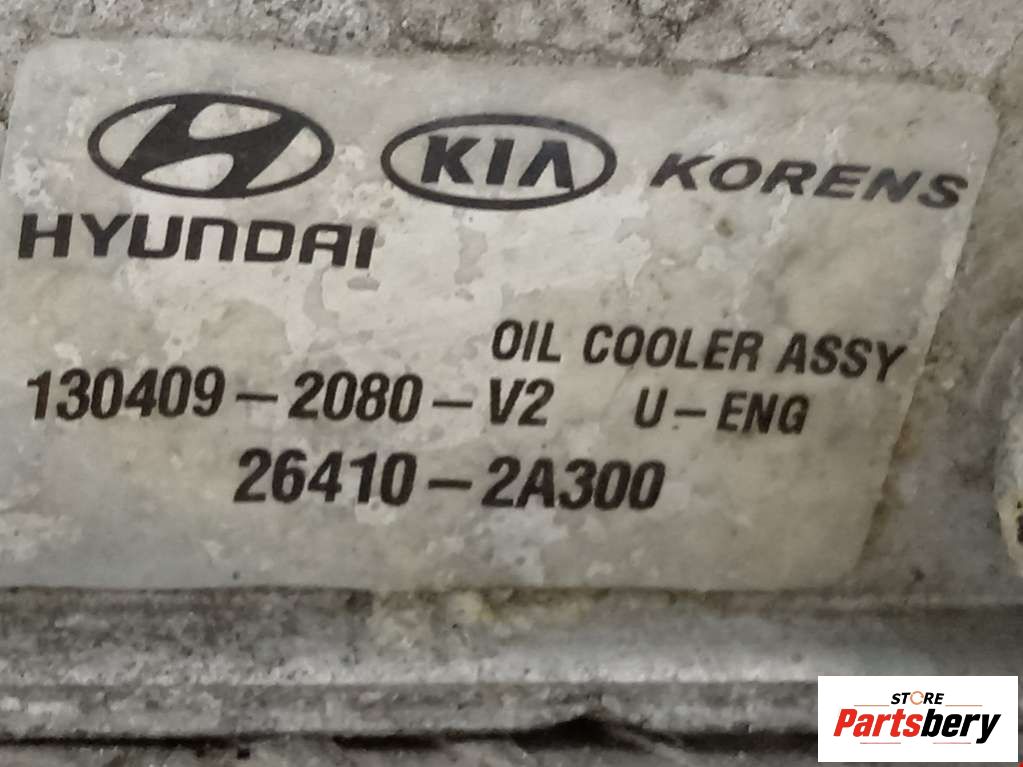 KIA KORENS
HYUNDAI
OIL COOLER ASSY
130409-2080-V2 U-ENG
26410-2A300
STORE
Partsbery